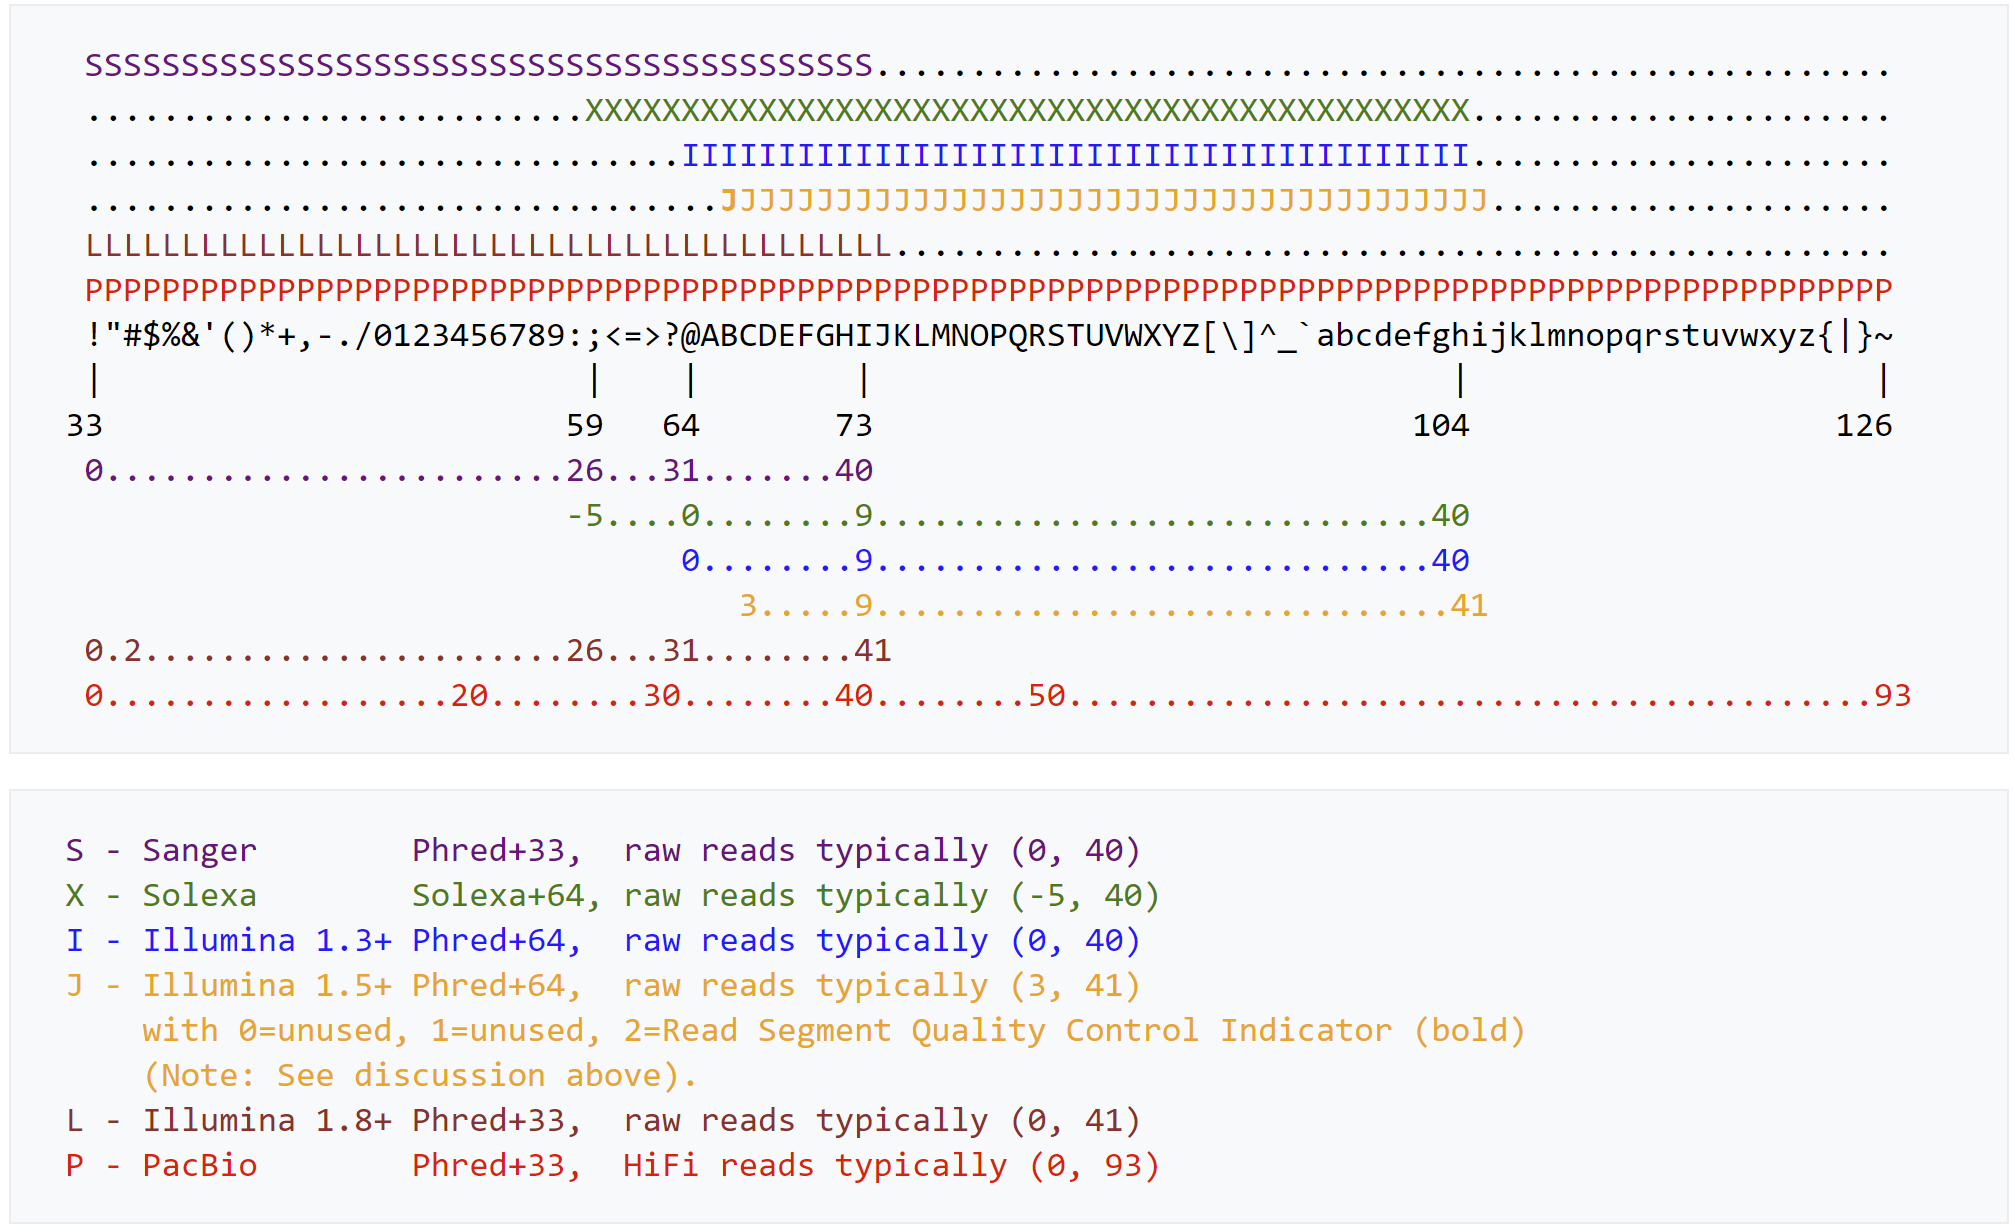 SSSSSSSSSSSSSSSSSSSSSSSSSSSSSSSSSSSSSSSSS.....................................................
..........................XXXXXXXXXXXXXXXXXXXXXXXXXXXXXXXXXXXXXXXXXXXXXX......................
...............................IIIIIIIIIIIIIIIIIIIIIIIIIIIIIIIIIIIIIIIII......................
.................................JJJJJJJJJJJJJJJJJJJJJJJJJJJJJJJJJJJJJJJJ.....................
LLLLLLLLLLLLLLLLLLLLLLLLLLLLLLLLLLLLLLLLLL....................................................
PPPPPPPPPPPPPPPPPPPPPPPPPPPPPPPPPPPPPPPPPPPPPPPPPPPPPPPPPPPPPPPPPPPPPPPPPPPPPPPPPPPPPPPPPPPPPP
!"#$%&'()*+,-./0123456789:;<=>?@ABCDEFGHIJKLMNOPQRSTUVWXYZ[\]^_`abcdefghijklmnopqrstuvwxyz{|}~
|                         |    |        |                              |                     |
33                        59   64       73                            104                   126
0........................26...31.......40
-5....0........9.............................40
0........9.............................40
3.....9..............................41
0.2......................26...31........41
0..................20........30........40........50..........................................93
S - Sanger        Phred+33,  raw reads typically (0, 40)
X - Solexa        Solexa+64, raw reads typically (-5, 40)
I - Illumina 1.3+ Phred+64,  raw reads typically (0, 40)
J - Illumina 1.5+ Phred+64,  raw reads typically (3, 41)
with 0=unused, 1=unused, 2=Read Segment Quality Control Indicator (bold)
(Note: See discussion above).
L - Illumina 1.8+ Phred+33,  raw reads typically (0, 41)
P - PacBio        Phred+33,  HiFi reads typically (0, 93)